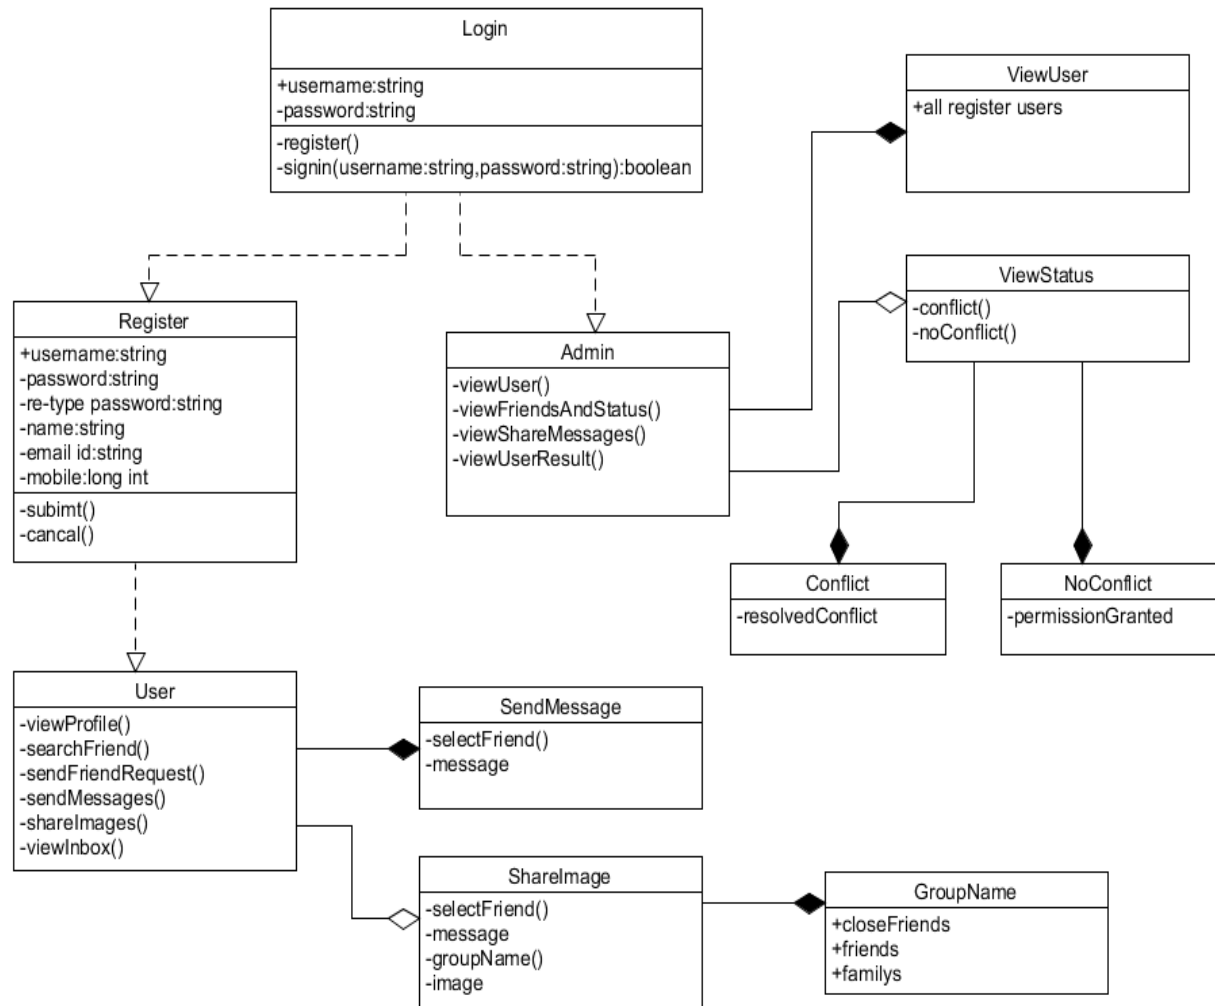 Login
+username:string
-password:string
-register()
-signin(username:string,password:string):boolean
ViewUser
+all register users
ViewStatus
-conflict()
-noConflict()
Register
+username:string
-password:string
-re-type password:string
-name:string
-email id:string
-mobile:long int
-subimt()
-cancal()
Admin
-viewUser()
-viewFriendsAndStatus()
-viewShareMessages()
-viewUserResult()
Conflict
-resolvedConflict
NoConflict
-permissionGranted
User
-viewProfile()
-searchFriend()
-sendFriendRequest()
-sendMessages()
-shareImages()
-viewInbox()
SendMessage
-selectFriend()
-message
ShareImage
-selectFriend()
-message
-groupName()
-image
GroupName
+closeFriends
+friends
+familys